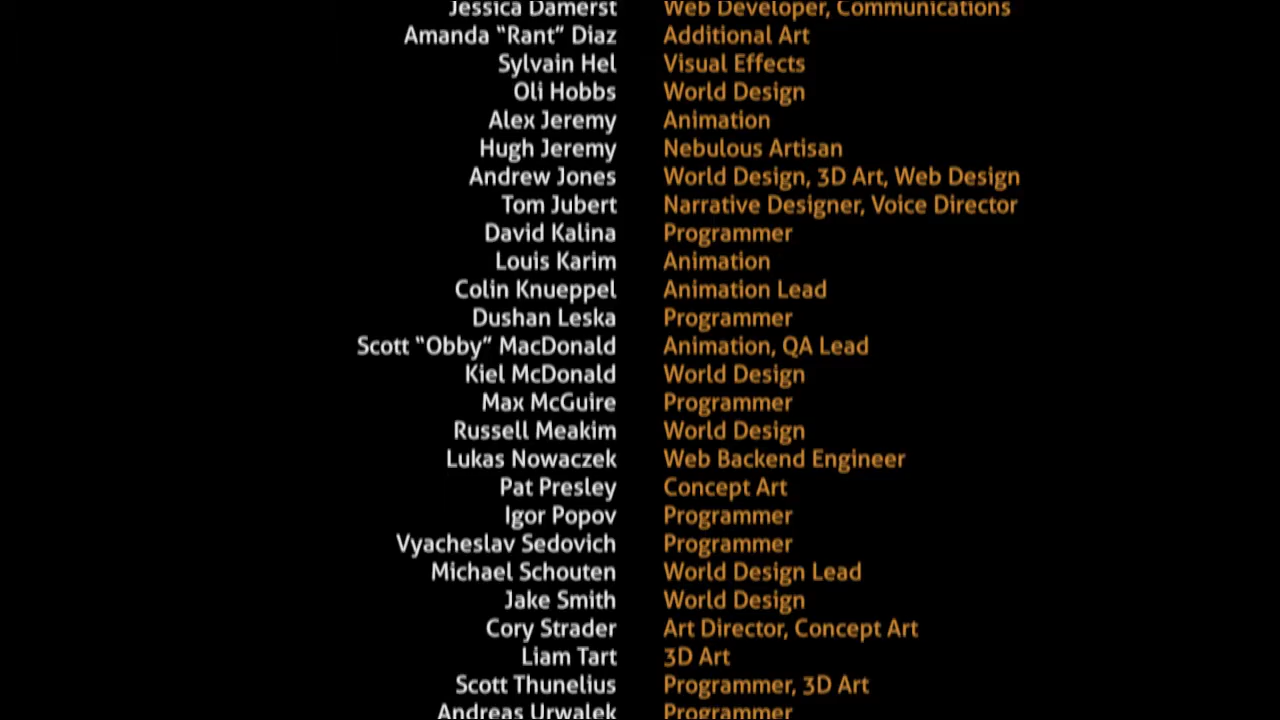 Jessica Damerst Web Developer, Communications
Amanda “Rant” Diaz Additional Art
Sylvain Hel Visual Effects
Oli Hobbs World Design
Alex Jeremy Animation
Hugh Jeremy Nebulous Artisan
Andrew Jones World Design, 3D Art, Web Design
Tom Jubert Narrative Designer, Voice Director
David Kalina Programmer
Louis Karim Animation
Colin Knueppel Animation Lead
Dushan Leska Programmer
Scott “Obby” MacDonald Animation, QA Lead
Kiel McDonald World Design
Max McGuire Programmer
Russell Meakim World Design
Lukas Nowaczek Web Backend Engineer
Pat Presley Concept Art
Igor Popov Programmer
Vyacheslav Sedovich Programmer
Michael Schouten World Design Lead
Jake Smith World Design
Cory Strader Art Director, Concept Art
Liam Tart 3D Art
Scott Thunelius Programmer, 3D Art
Andreas Urwalek Programmer